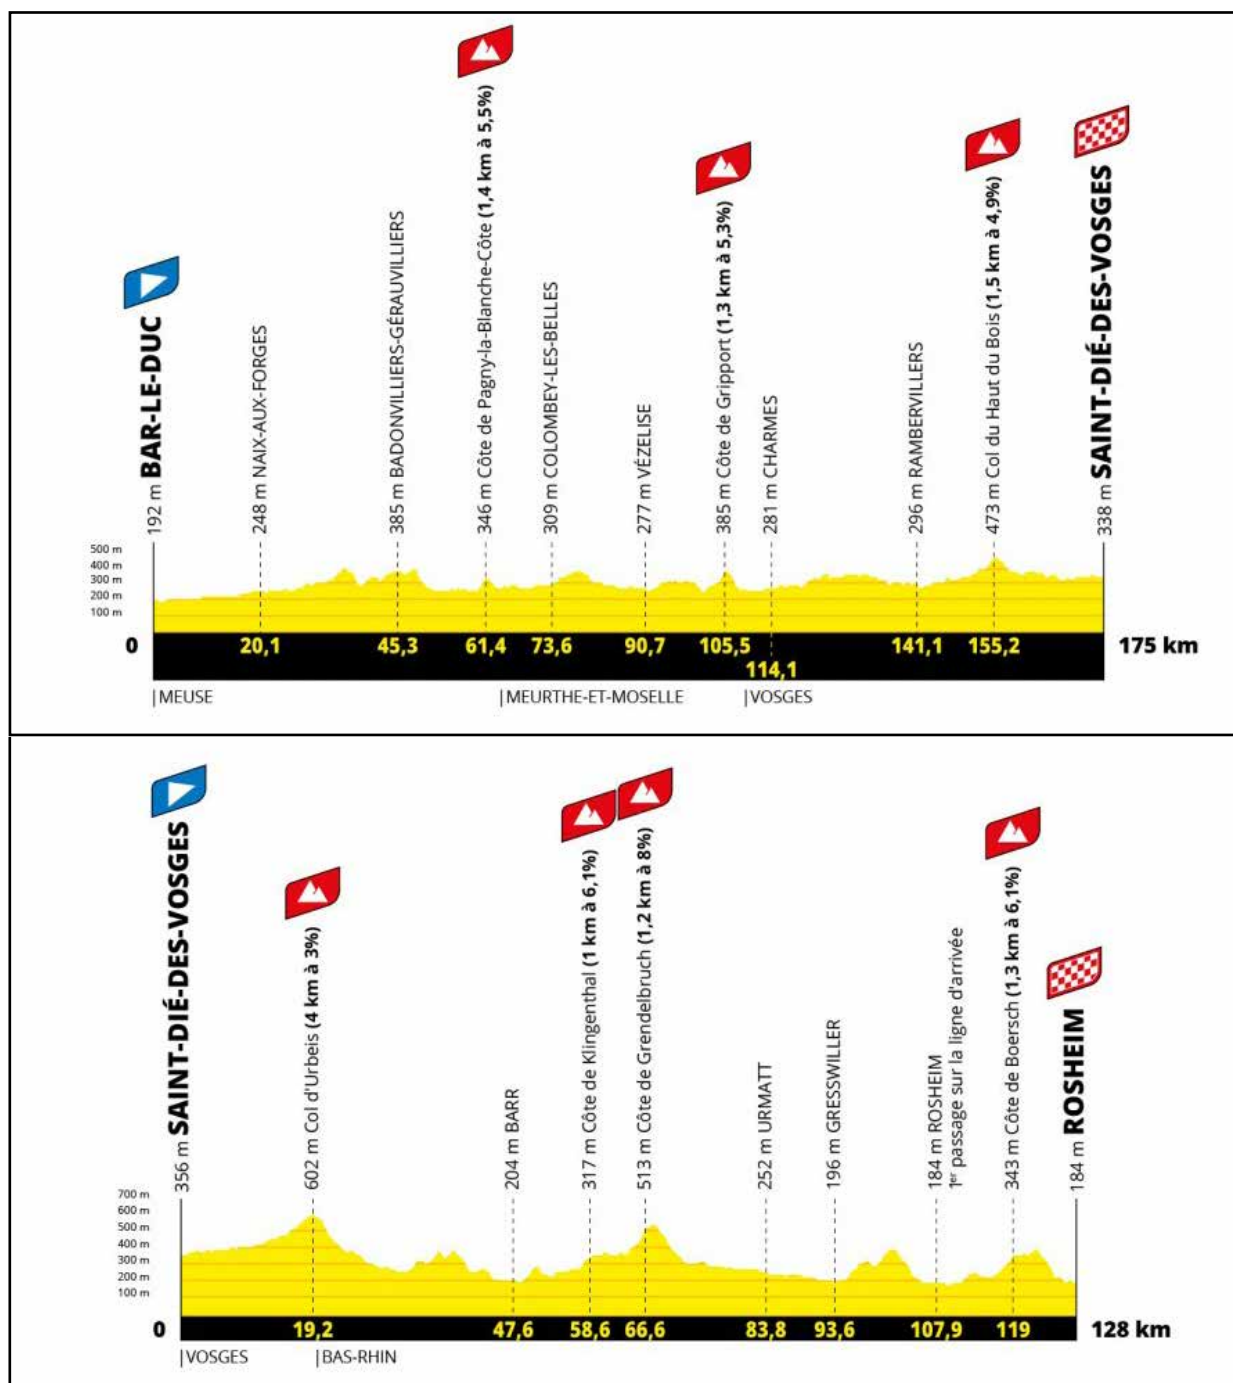 192 m BAR-LE-DUC
248 m NAIX-AUX-FORGES
385 m BADONVILLIERS-GÉRAUVILLIERS
346 m Côte de Pagny-la-Blanche-Côte (1,4 km à 5,5%)
309 m COLOMBEY-LES-BELLES
277 m VÉZELISE
385 m Côte de Gripport (1,3 km à 5,3%)
281 m CHARMES
296 m RAMBERVILLERS
473 m Col du Haut du Bois (1,5 km à 4,9%)
338 m SAINT-DIÉ-DES-VOSGES
500 m
400 m
300 m
200 m
100 m
0 20,1 45,3 61,4 73,6 90,7 105,5 141,1 155,2 175 km
114,1
|MEUSE |MEURTHE-ET-MOSELLE |VOSGES
356 m SAINT-DIÉ-DES-VOSGES
602 m Col d'Urbeis (4 km à 3%)
204 m BARR
317 m Côte de Klingenthal (1 km à 6,1%)
513 m Côte de Grendelbruch (1,2 km à 8%)
252 m URMATT
196 m GRESSWILLER
184 m ROSHEIM
1er passage sur la ligne d'arrivée
343 m Côte de Boersch (1,3 km à 6,1%)
184 m ROSHEIM
700 m
600 m
500 m
400 m
300 m
200 m
100 m
0 19,2 47,6 58,6 66,6 83,8 93,6 107,9 119 128 km
|VOSGES |BAS-RHIN